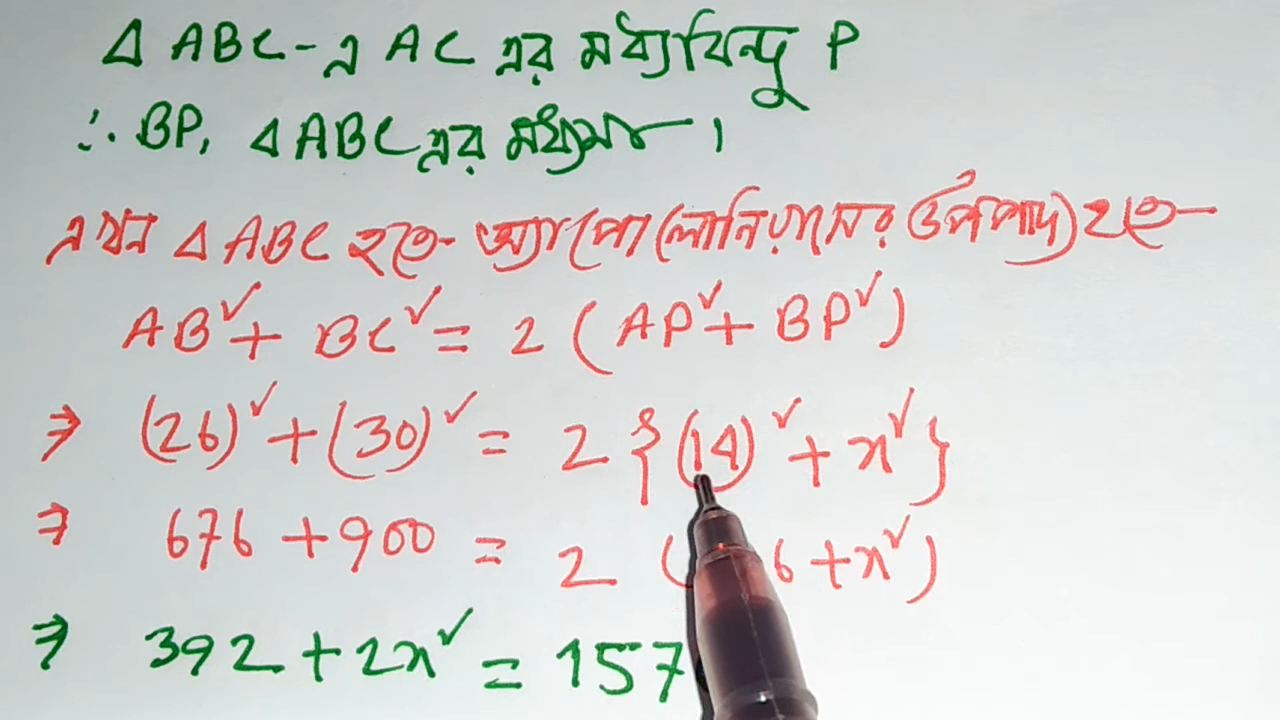 Δ ABC-এ AC এর মধ্যবিন্দু P
∴ BP, Δ ABC এর মধ্যমা।
এখন Δ ABC হতে অ্যাপোলোনিয়াসের উপপাদ্য হতে-
AB² + BC² = 2 (AP² + BP²)
⇒ (26)² + (30)² = 2 {(14)² + x²}
⇒ 676 + 900 = 2 ( 6 + x²)
⇒ 392 + 2x² = 157